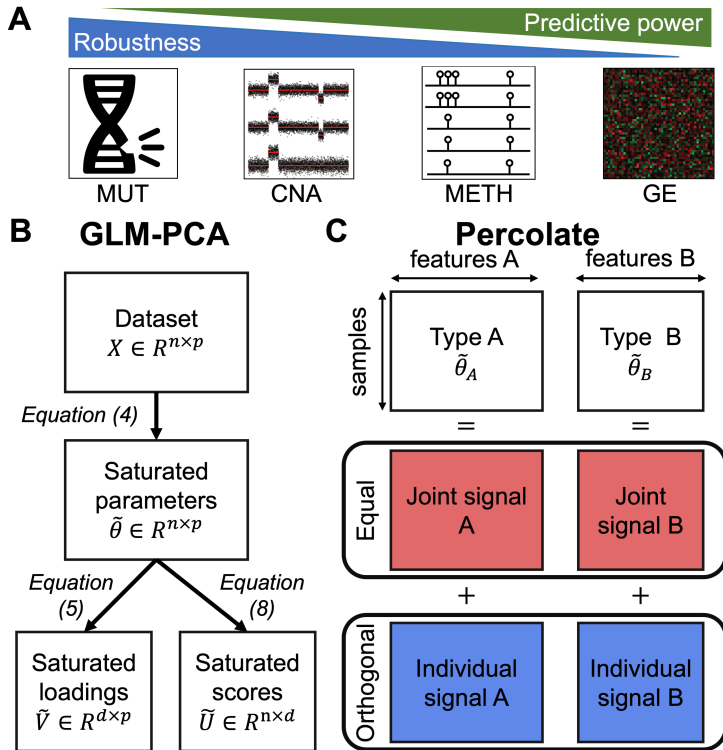 A
Predictive power
Robustness
MUT
CNA
METH
GE
B
GLM-PCA
Dataset
X ∈ R^{n×p}
Equation (4)
Saturated
parameters
θ̃ ∈ R^{n×p}
Equation
(5)
Equation
(8)
Saturated
loadings
Ṽ ∈ R^{d×p}
Saturated
scores
Ũ ∈ R^{n×d}
C
Percolate
features A
features B
samples
Type A
θ̃_A
Type B
θ̃_B
=
=
Equal
Joint signal
A
Joint
signal B
+
+
Orthogonal
Individual
signal A
Individual
signal B